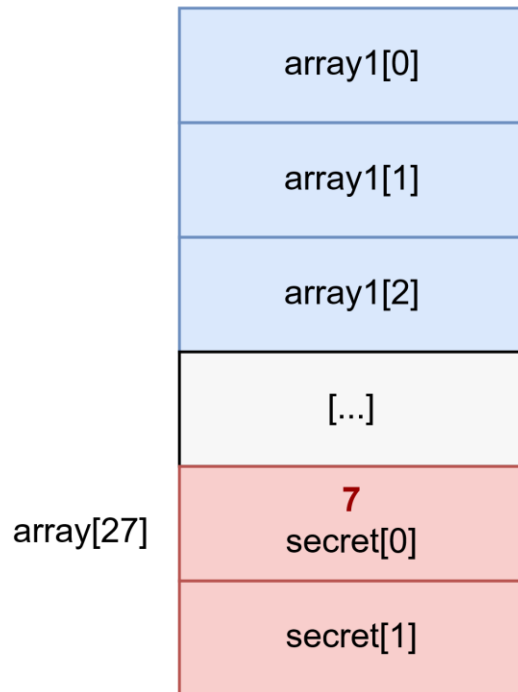 array1[0]
array1[1]
array1[2]
[...]
7
array[27]
secret[0]
secret[1]